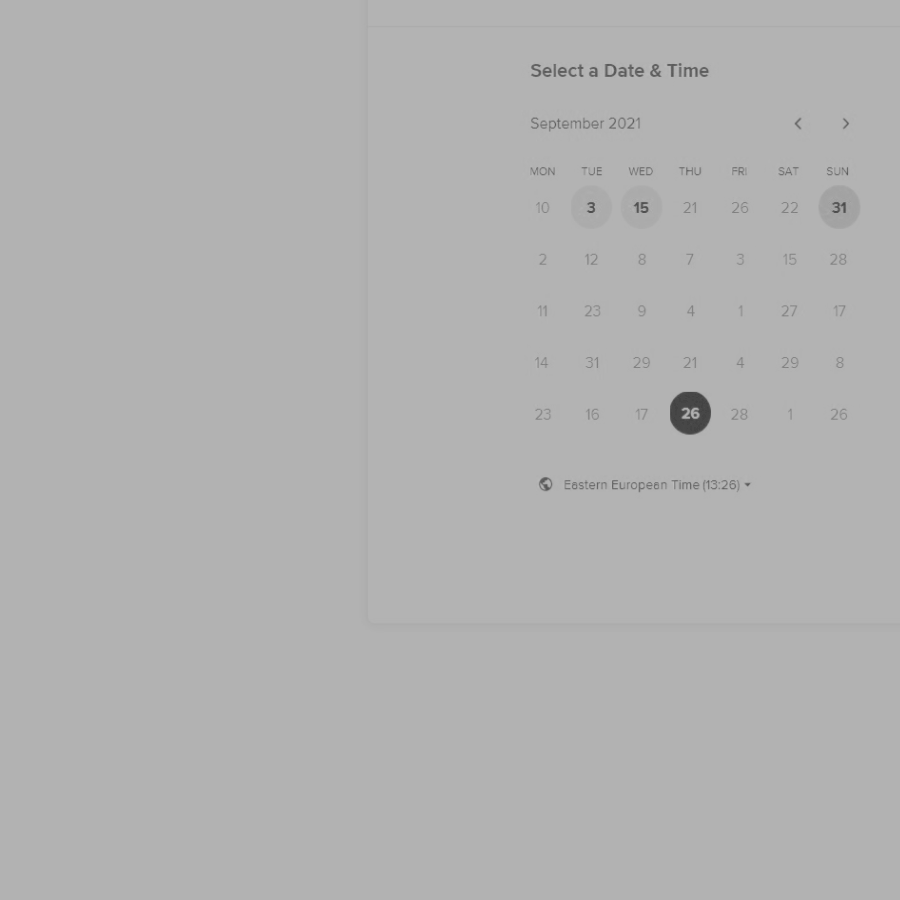 Select a Date & Time
September 2021
MON TUE WED THU FRI SAT SUN
10 3 15 21 26 22 31
2 12 8 7 3 15 28
11 23 9 4 1 27 17
14 31 29 21 4 29 8
23 16 17 26 28 1 26
Eastern European Time (13:26)